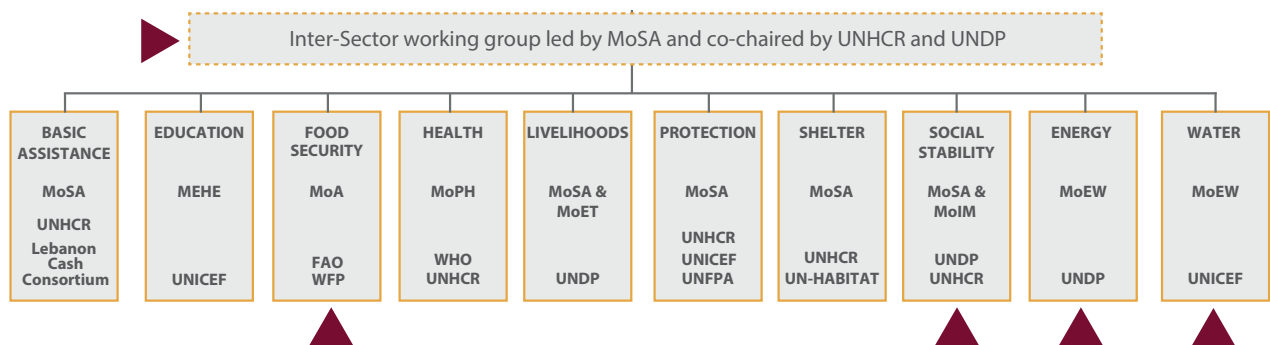 Inter-Sector working group led by MoSA and co-chaired by UNHCR and UNDP
BASIC
ASSISTANCE
MoSA
UNHCR
Lebanon
Cash
Consortium
EDUCATION
MEHE
UNICEF
FOOD
SECURITY
MoA
FAO
WFP
HEALTH
MoPH
WHO
UNHCR
LIVELIHOODS
MoSA &
MoET
UNDP
PROTECTION
MoSA
UNHCR
UNICEF
UNFPA
SHELTER
MoSA
UNHCR
UN-HABITAT
SOCIAL
STABILITY
MoSA &
MoIM
UNDP
UNHCR
ENERGY
MoEW
UNDP
WATER
MoEW
UNICEF